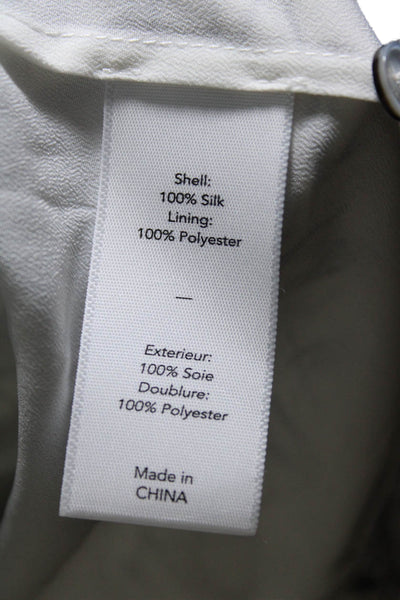 Shell:
100% Silk
Lining:
100% Polyester
—
Exterieur:
100% Soie
Doublure:
100% Polyester
Made in
CHINA